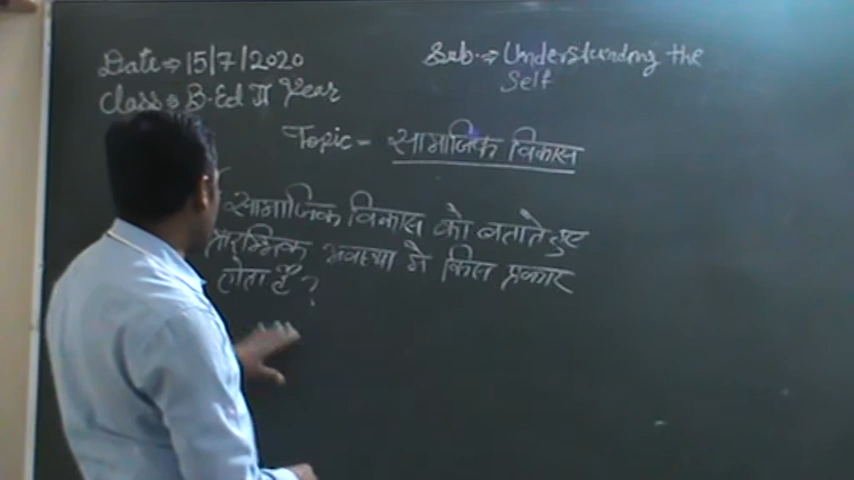 Date ⇒ 15/7/2020
Sub. ⇒ Understanding the
Self
Class ⇒ B.Ed II Year
Topic - सामाजिक विकास
सामाजिक विकास को बताते हुए
प्रारम्भिक अवस्था में किस प्रकार
होता है ?